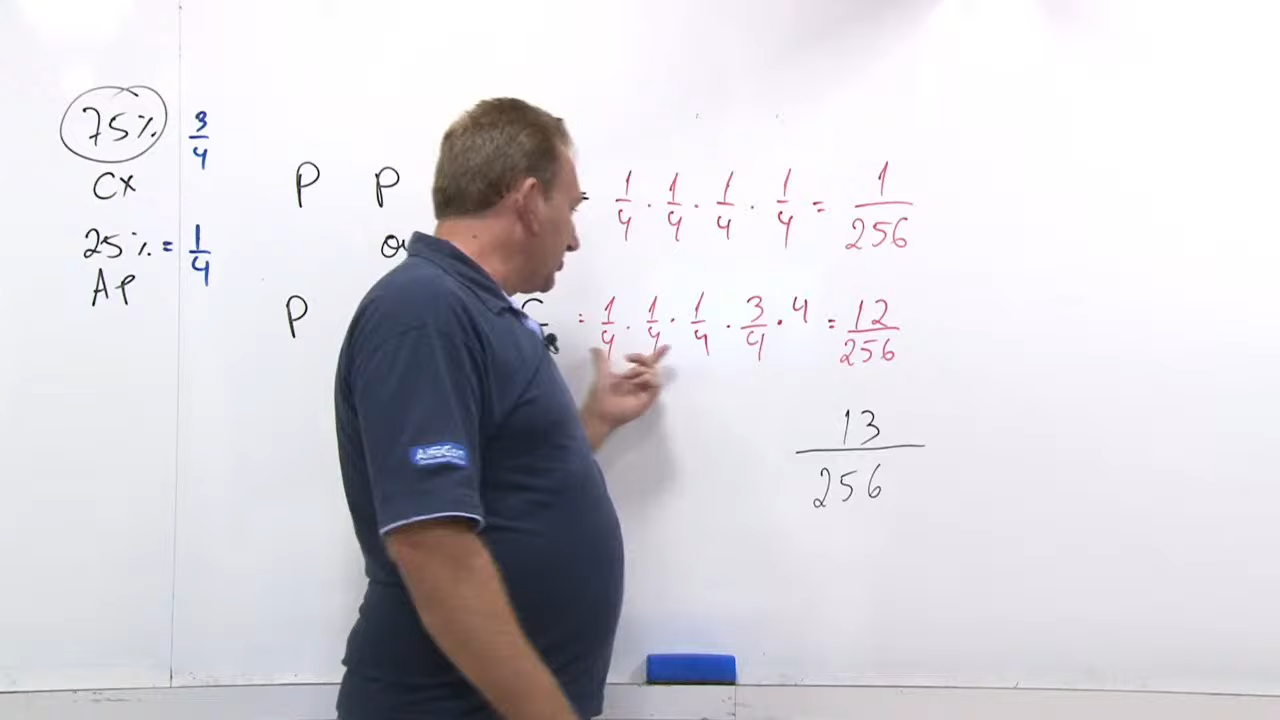 75% 3/4
CX
25% = 1/4
AP
P P = 1/4 · 1/4 · 1/4 · 1/4 = 1/256
P = 1/4 · 1/4 · 1/4 · 3/4 · 4 = 12/256
13/256
AlfaCon